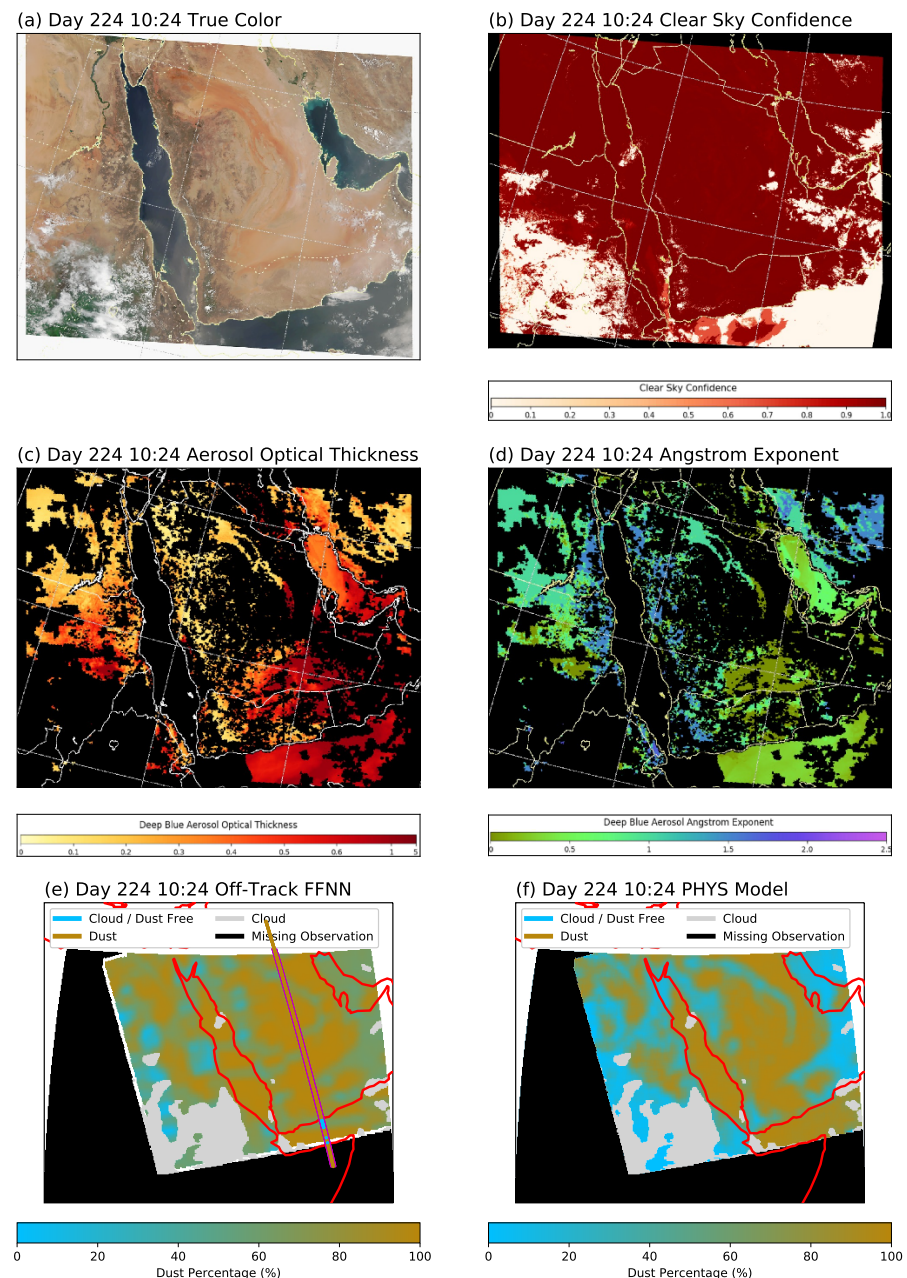 (a) Day 224 10:24 True Color
(b) Day 224 10:24 Clear Sky Confidence
Clear Sky Confidence
0 0.1 0.2 0.3 0.4 0.5 0.6 0.7 0.8 0.9 1.0
(c) Day 224 10:24 Aerosol Optical Thickness
(d) Day 224 10:24 Angstrom Exponent
Deep Blue Aerosol Optical Thickness
0 0.1 0.2 0.3 0.4 0.5 1 5
Deep Blue Aerosol Angstrom Exponent
0 0.5 1 1.5 2.0 2.5
(e) Day 224 10:24 Off-Track FFNN
Cloud / Dust Free Cloud
Dust Missing Observation
0 20 40 60 80 100
Dust Percentage (%)
(f) Day 224 10:24 PHYS Model
Cloud / Dust Free Cloud
Dust Missing Observation
0 20 40 60 80 100
Dust Percentage (%)